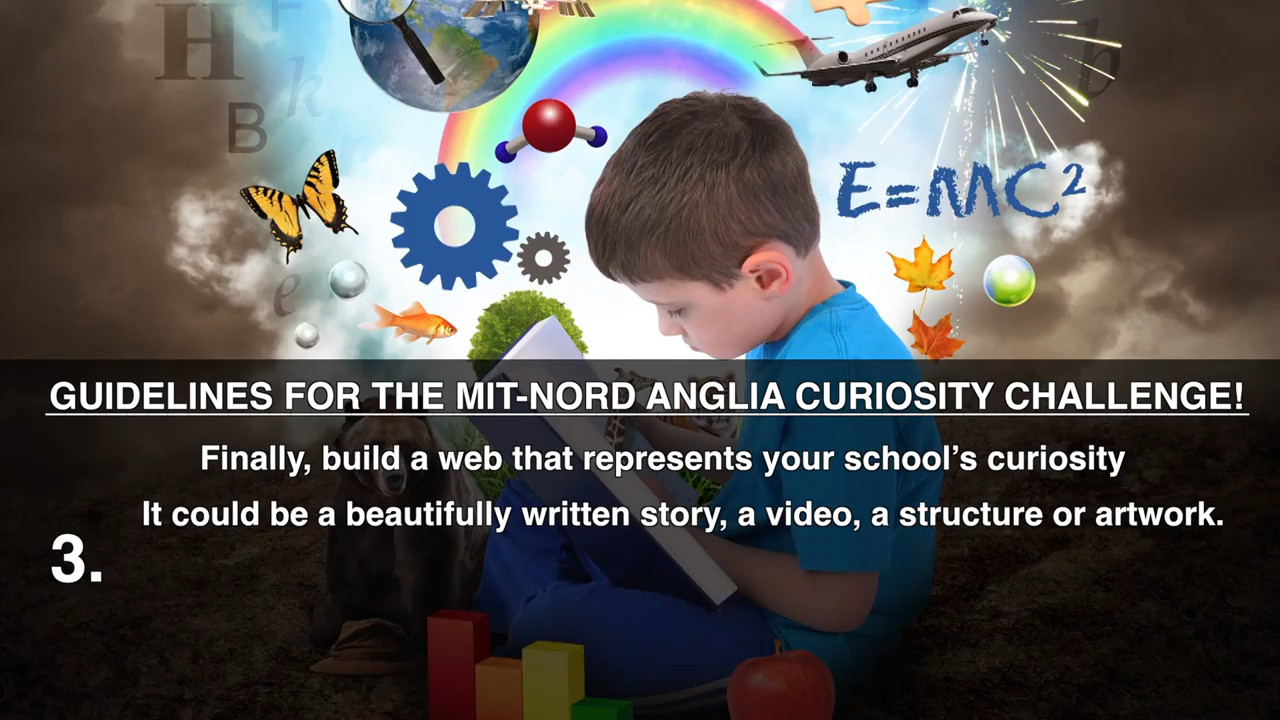 H
F
k
B
b
E=MC²
e
GUIDELINES FOR THE MIT-NORD ANGLIA CURIOSITY CHALLENGE!
Finally, build a web that represents your school’s curiosity
It could be a beautifully written story, a video, a structure or artwork.
3.